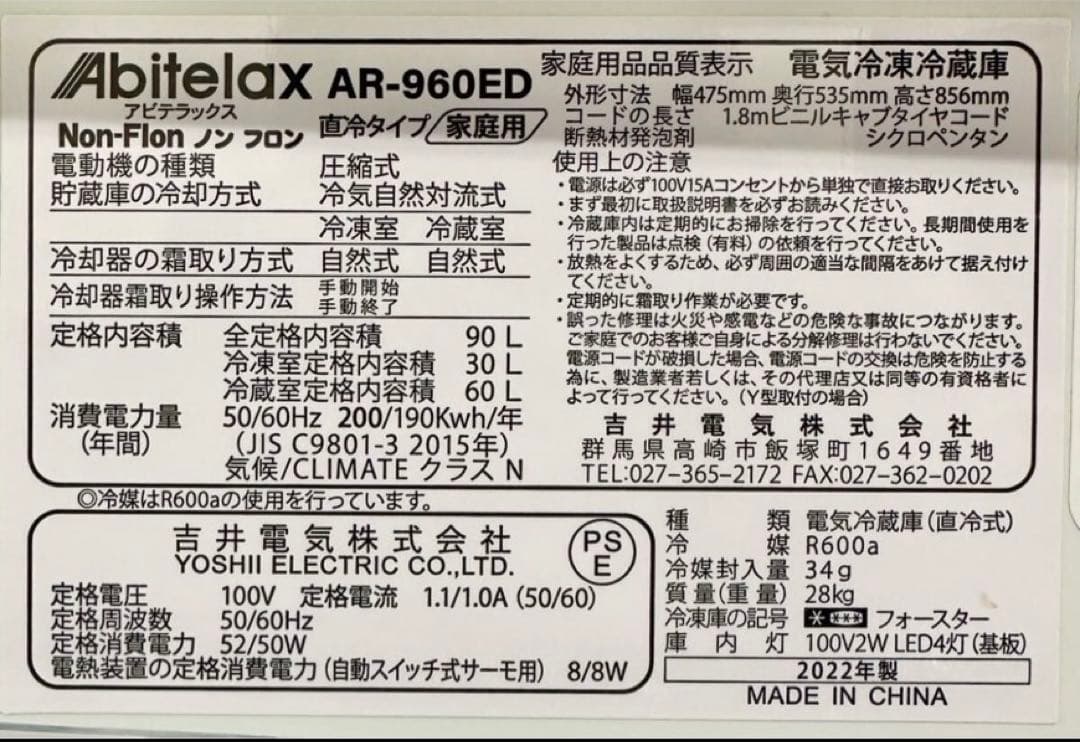 Abitelax AR-960ED
アビテラックス
Non-Flon ノン フロン 直冷タイプ 家庭用
電動機の種類 圧縮式
貯蔵庫の冷却方式 冷気自然対流式
冷凍室 冷蔵室
冷却器の霜取り方式 自然式 自然式
冷却器霜取り操作方法 手動開始
手動終了
定格内容積 全定格内容積 90 L
冷凍室定格内容積 30 L
冷蔵室定格内容積 60 L
消費電力量 50/60Hz 200/190Kwh/年
(年間) (JIS C9801-3 2015年)
気候/CLIMATE クラス N
家庭用品品質表示 電気冷凍冷蔵庫
外形寸法 幅475mm 奥行535mm 高さ856mm
コードの長さ 1.8mビニルキャブタイヤコード
断熱材発泡剤 シクロペンタン
使用上の注意
・電源は必ず100V15Aコンセントから単独で直接お取りください。
・まず最初に取扱説明書を必ずお読みください。
・冷蔵庫内は定期的にお掃除を行ってください。長期間使用を
行った製品は点検(有料)の依頼を行ってください。
・放熱をよくするため、必ず周囲の適当な間隔をあけて据え付け
てください。
・定期的に霜取り作業が必要です。
・誤った修理は火災や感電などの危険な事故につながります。
ご家庭でのお客様ご自身による分解修理は行わないでください。
電源コードが破損した場合、電源コードの交換は危険を防止する
為に、製造業者若しくは、その代理店又は同等の有資格者に
よって行ってください。(Y型取付の場合)
吉井電気株式会社
群馬県高崎市飯塚町1649番地
TEL:027-365-2172 FAX:027-362-0202
◎冷媒はR600aの使用を行っています。
吉井電気株式会社
YOSHII ELECTRIC CO.,LTD.
PS
E
定格電圧 100V 定格電流 1.1/1.0A (50/60)
定格周波数 50/60Hz
定格消費電力 52/50W
電熱装置の定格消費電力(自動スイッチ式サーモ用) 8/8W
種類 電気冷蔵庫(直冷式)
冷媒 R600a
冷媒封入量 34g
質量(重量) 28kg
冷凍庫の記号 * *** フォースター
庫内灯 100V2W LED4灯(基板)
2022年製
MADE IN CHINA